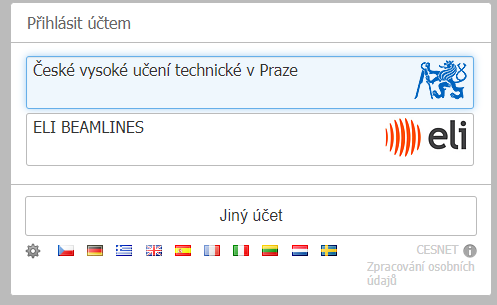 Přihlásit účtem
České vysoké učení technické v Praze
ELI BEAMLINES
eli
Jiný účet
CESNET
Zpracování osobních
údajů